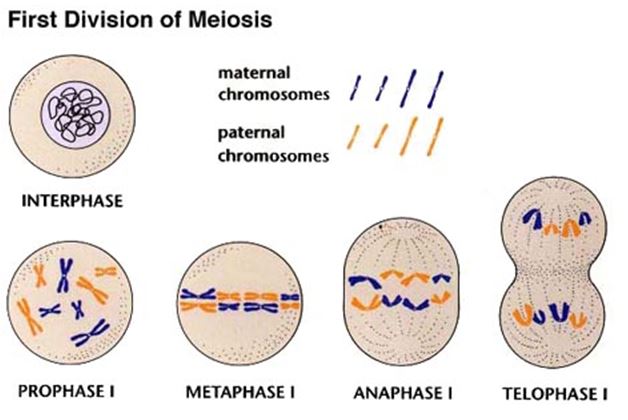 First Division of Meiosis
maternal
chromosomes
paternal
chromosomes
INTERPHASE
PROPHASE I
METAPHASE I
ANAPHASE I
TELOPHASE I